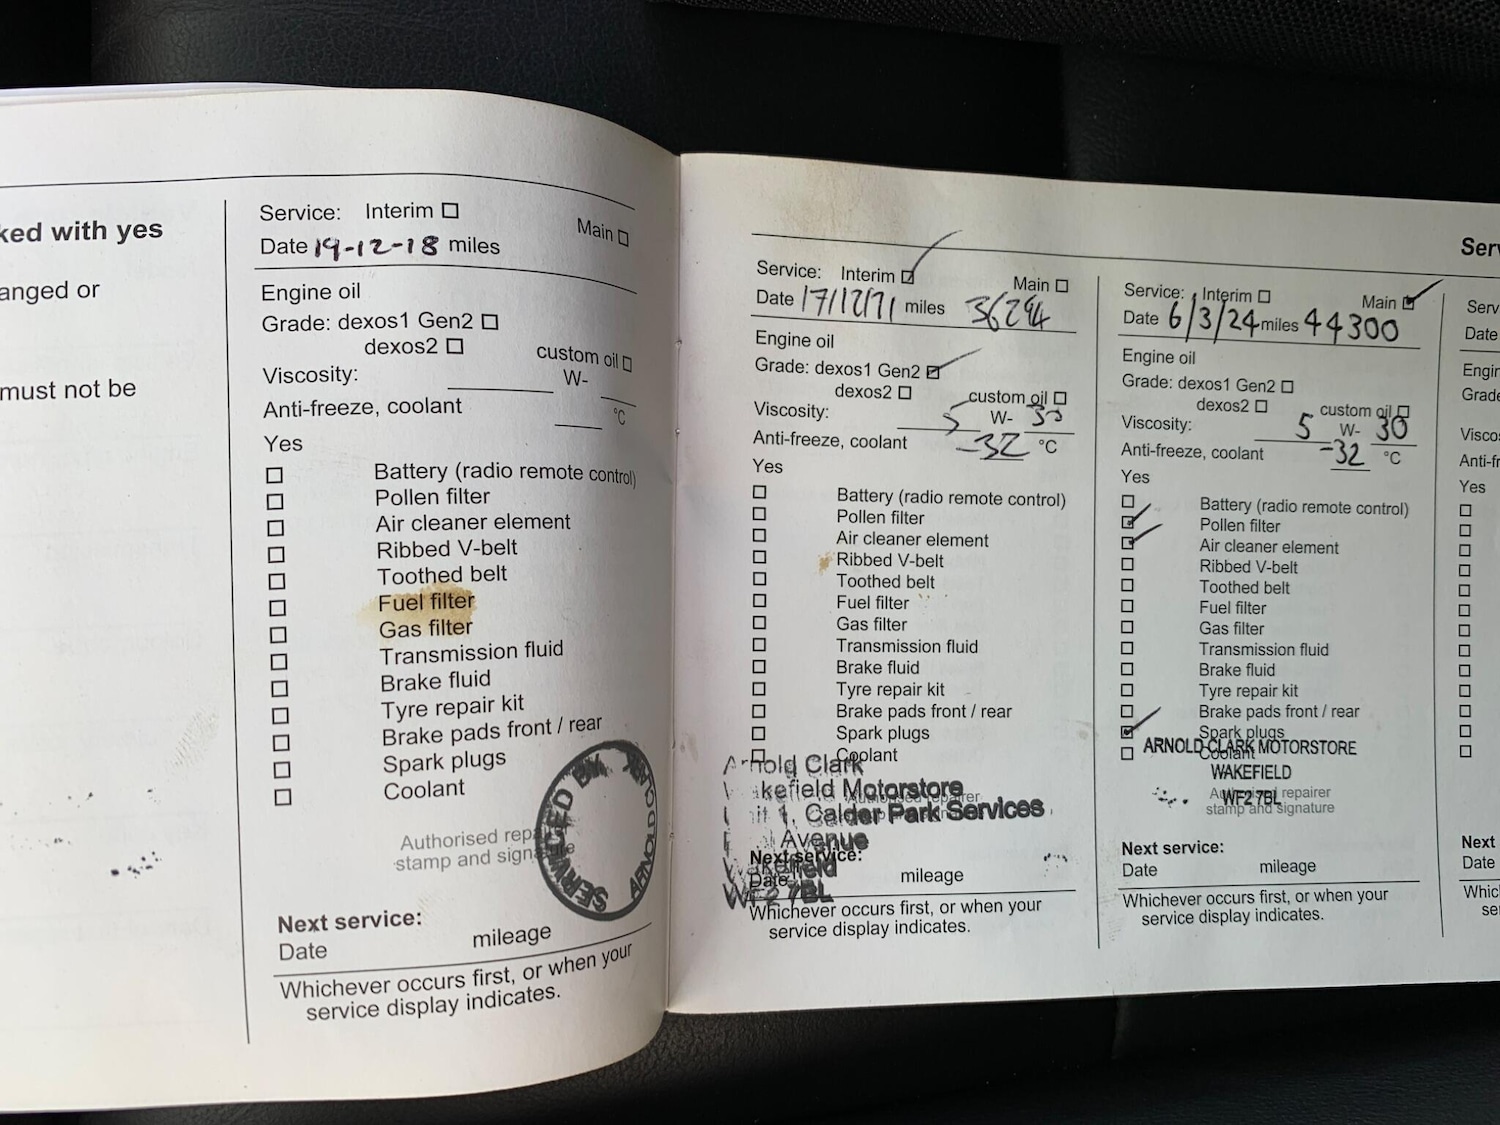 ked with yes
anged or
must not be
Service: Interim
Main
Date 19-12-18 miles
Engine oil
Grade: dexos1 Gen2
dexos2
custom oil
Viscosity:
W-
Anti-freeze, coolant
°C
Yes
Battery (radio remote control)
Pollen filter
Air cleaner element
Ribbed V-belt
Toothed belt
Fuel filter
Gas filter
Transmission fluid
Brake fluid
Tyre repair kit
Brake pads front / rear
Spark plugs
Coolant
Authorised repa
stamp and signature
SERVICED BY
ARNOLD CLARK
Next service:
Date mileage
Whichever occurs first, or when your
service display indicates.
Service: Interim
Main
Date 17/12/71 miles 36294
Engine oil
Grade: dexos1 Gen2
dexos2
custom oil
Viscosity: 5 W- 30
Anti-freeze, coolant -32 °C
Yes
Battery (radio remote control)
Pollen filter
Air cleaner element
Ribbed V-belt
Toothed belt
Fuel filter
Gas filter
Transmission fluid
Brake fluid
Tyre repair kit
Brake pads front / rear
Spark plugs
Coolant
Arnold Clark
Wakefield Motorstore
Authorised repairer
it 1, Calder Park Services
Avenue
Next service:
Wakefield
Date mileage
WF2 7BL
Whichever occurs first, or when your
service display indicates.
Serv
Service: Interim
Main
Date 6/3/24 miles 44300
Engine oil
Grade: dexos1 Gen2
dexos2
custom oil
Viscosity: 5 W- 30
Anti-freeze, coolant -32 °C
Yes
Battery (radio remote control)
Pollen filter
Air cleaner element
Ribbed V-belt
Toothed belt
Fuel filter
Gas filter
Transmission fluid
Brake fluid
Tyre repair kit
Brake pads front / rear
Spark plugs
ARNOLD CLARK MOTORSTORE
Coolant
WAKEFIELD
Authorised repairer
WF2 7BL
stamp and signature
Next service:
Date mileage
Whichever occurs first, or when your
service display indicates.
Serv
Date
Engin
Grade
Visco
Anti-fr
Yes
Next
Date
Whic
se